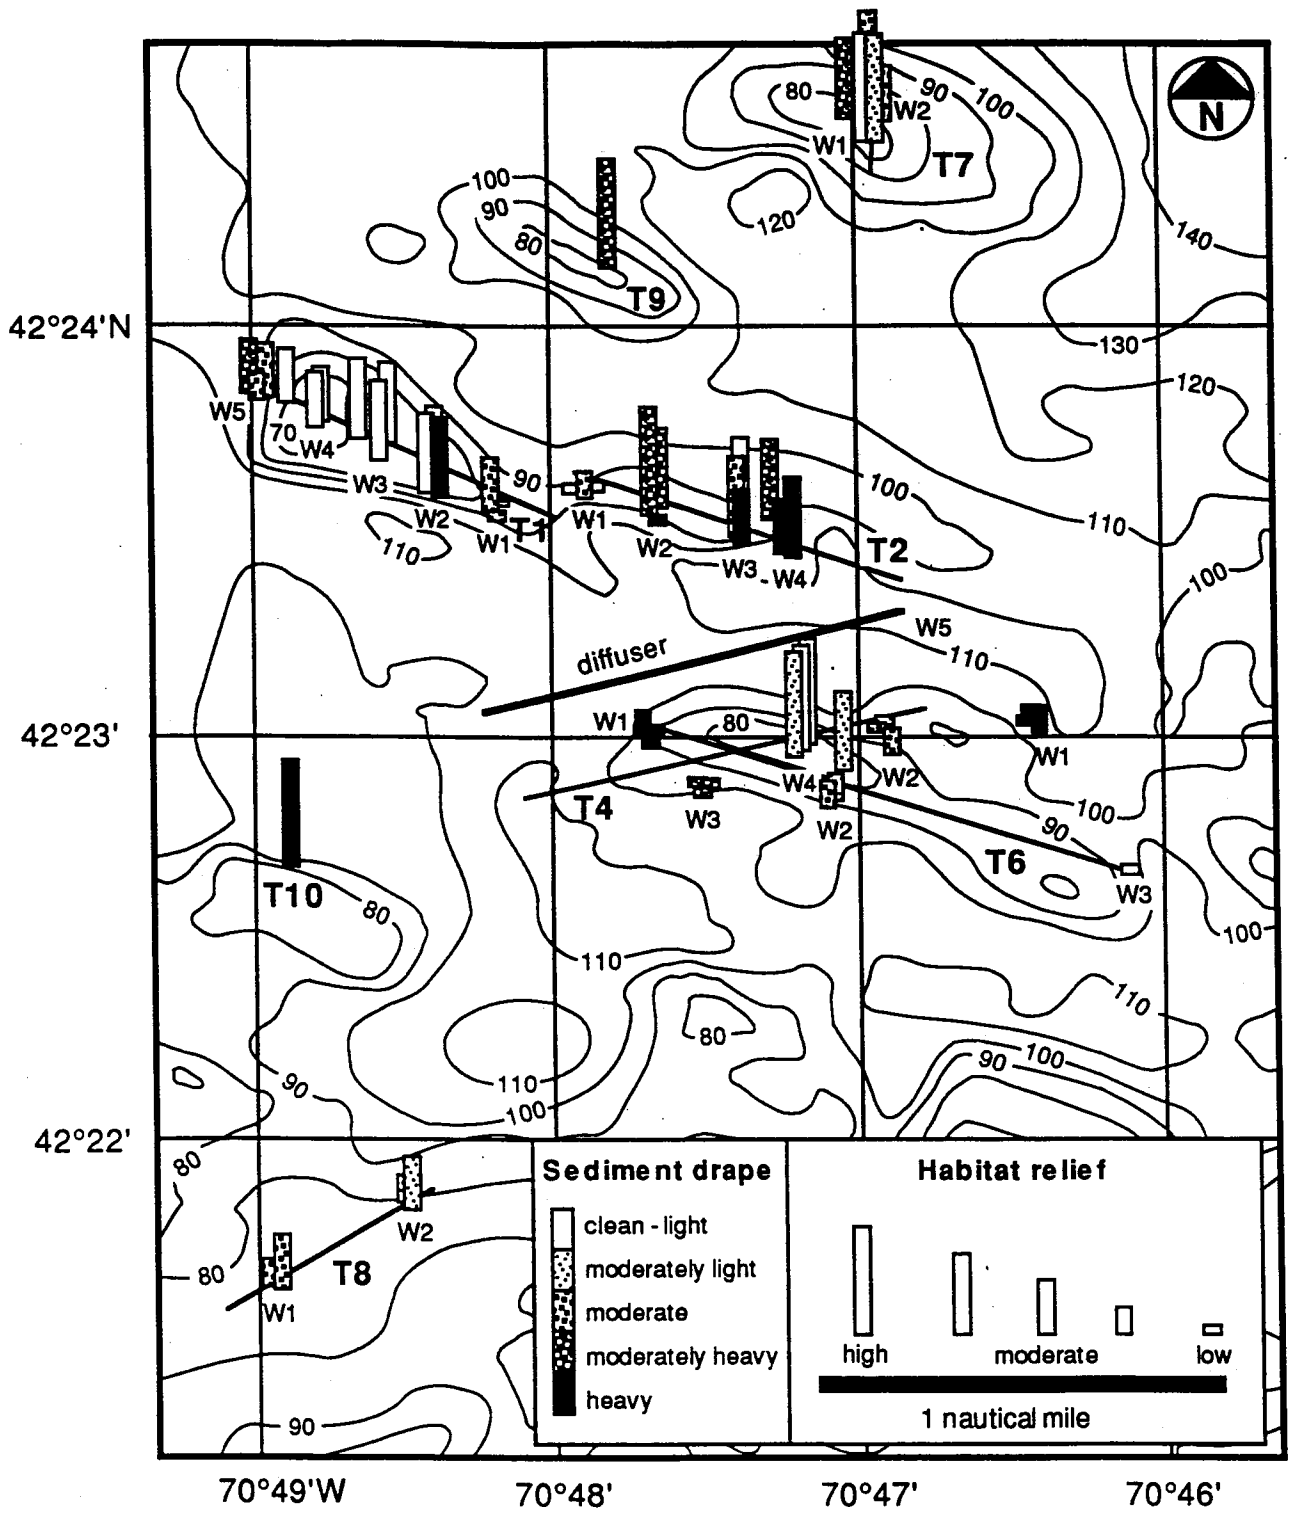 80
90
100
W2
N
W1
T7
100
90
120
80
140
T9
42°24'N
130
120
W5
70
W4
90
100
W3
W2
W1
110
T1
W1
W2
T2
110
W3
W4
100
diffuser
W5
110
W1
80
42°23'
W1
W4
W2
T4
W3
W2
100
90
T6
T10
80
W3
100
110
110
80
100
90
90
110
100
42°22'
80
Sediment drape
Habitat relief
clean - light
W2
moderately light
80
T8
moderate
W1
moderately heavy
high
moderate
low
heavy
1 nautical mile
90
70°49'W
70°48'
70°47'
70°46'